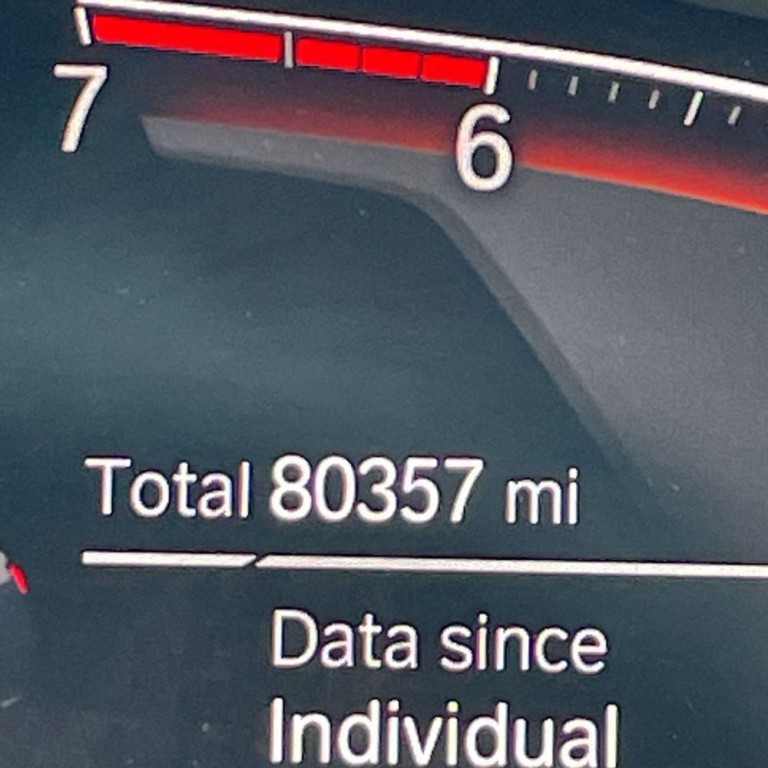 7
6
Total 80357 mi
Data since
Individual